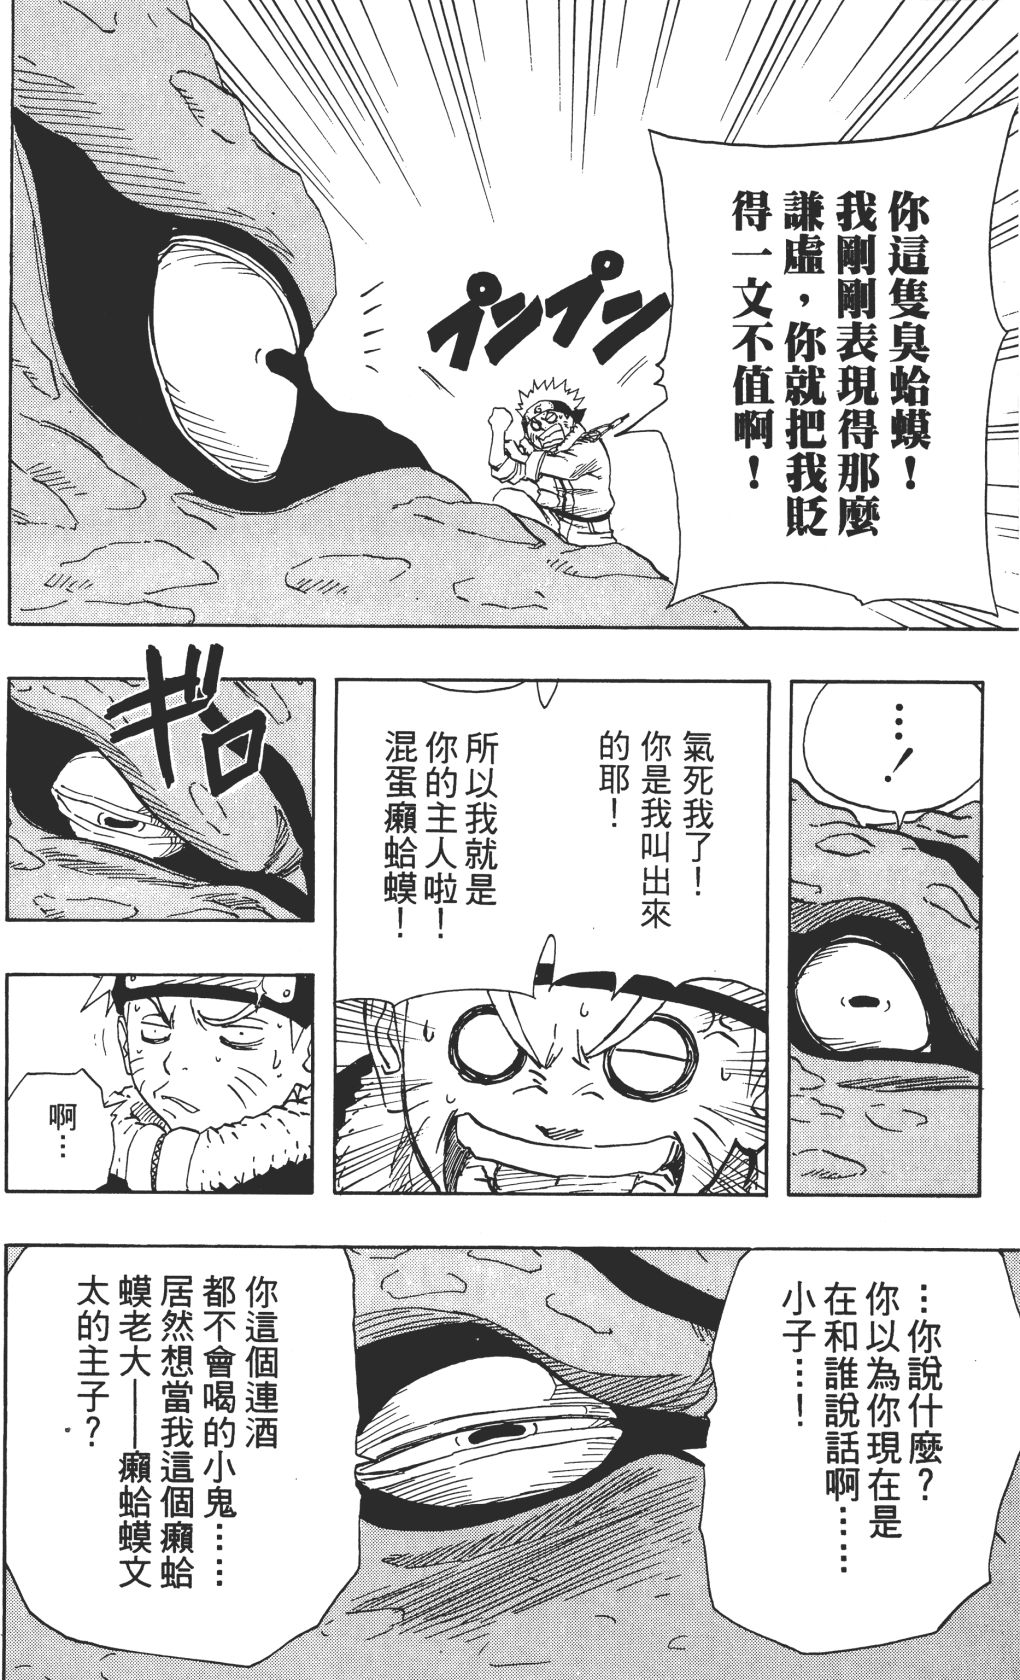 你這隻臭蛤蟆！
我剛剛表現得那麼
謙虛，你就把我貶
得一文不值啊！
プンプン
…！
氣死我了！
你是我叫出來
的耶！
所以我就是
你的主人啦！
混蛋癩蛤蟆！
ギロ
啊…
…你說什麼？
你以為你現在是
在和誰說話啊……
小子…！
你這個連酒
都不會喝的小鬼……
居然想當我這個癩蛤
蟆老大——癩蛤蟆文
太的主子？